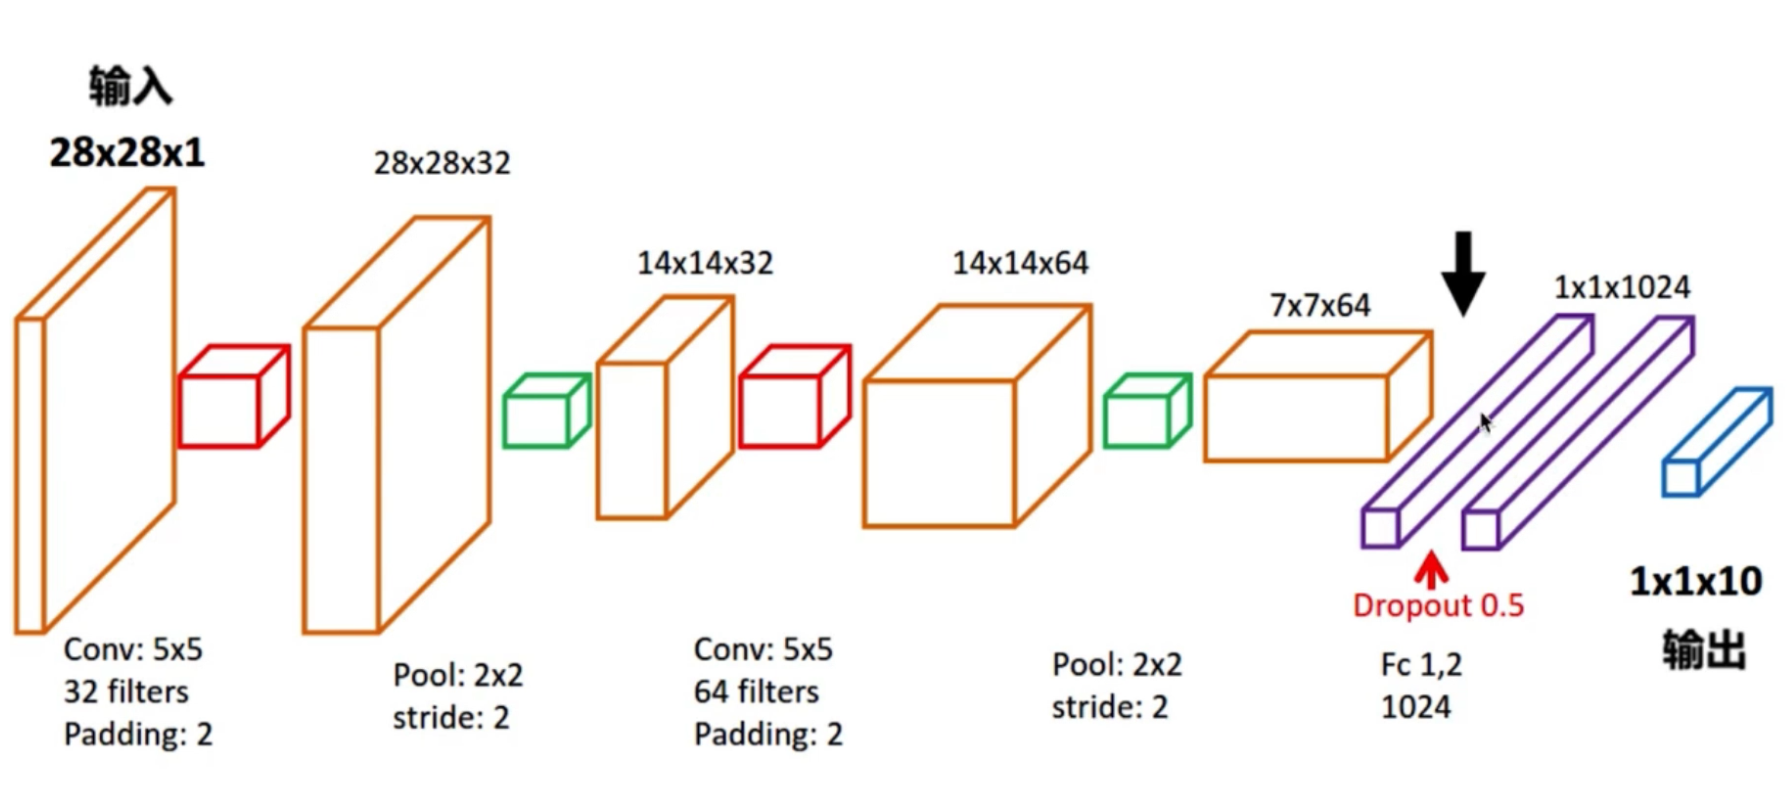 输入
28x28x1
28x28x32
14x14x32
14x14x64
7x7x64
1x1x1024
Conv: 5x5
32 filters
Padding: 2
Pool: 2x2
stride: 2
Conv: 5x5
64 filters
Padding: 2
Pool: 2x2
stride: 2
Dropout 0.5
Fc 1,2
1024
1x1x10
输出